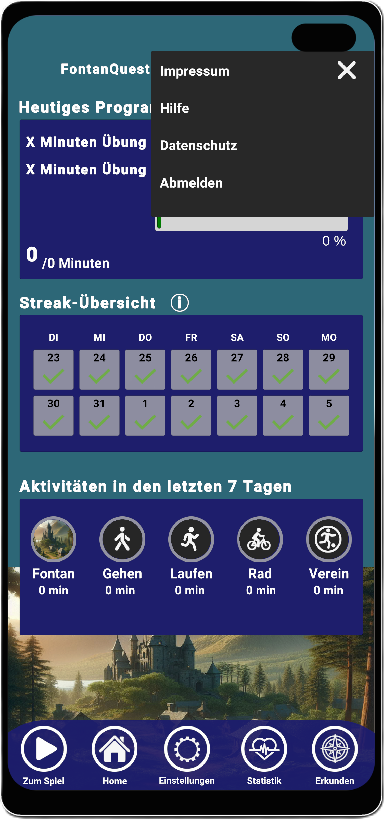 FontanQuest
Impressum
Hilfe
Datenschutz
Abmelden
Heutiges Program
X Minuten Übung
X Minuten Übung
0 %
0 /0 Minuten
Streak-Übersicht i
DI MI DO FR SA SO MO
23 24 25 26 27 28 29
30 31 1 2 3 4 5
Aktivitäten in den letzten 7 Tagen
Fontan Gehen Laufen Rad Verein
0 min 0 min 0 min 0 min 0 min
Zum Spiel Home Einstellungen Statistik Erkunden